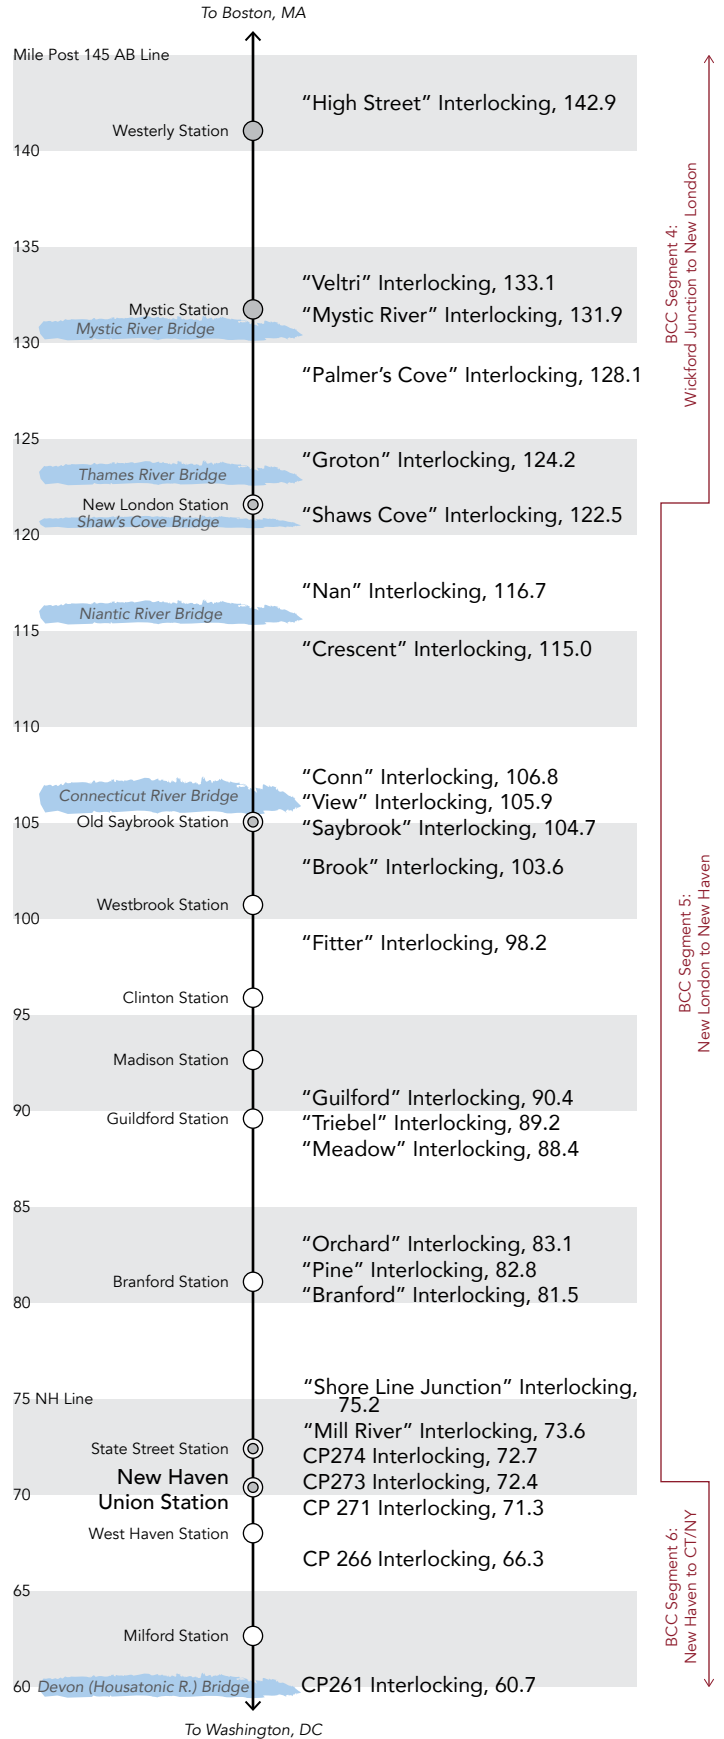 To Boston, MA
Mile Post 145 AB Line
“High Street” Interlocking, 142.9
Westerly Station
140
135
“Veltri” Interlocking, 133.1
Mystic Station
“Mystic River” Interlocking, 131.9
Mystic River Bridge
130
“Palmer’s Cove” Interlocking, 128.1
BCC Segment 4:
Wickford Junction to New London
125
“Groton” Interlocking, 124.2
Thames River Bridge
New London Station
“Shaws Cove” Interlocking, 122.5
Shaw’s Cove Bridge
120
“Nan” Interlocking, 116.7
Niantic River Bridge
115
“Crescent” Interlocking, 115.0
110
“Conn” Interlocking, 106.8
Connecticut River Bridge
“View” Interlocking, 105.9
105
Old Saybrook Station
“Saybrook” Interlocking, 104.7
“Brook” Interlocking, 103.6
Westbrook Station
100
“Fitter” Interlocking, 98.2
BCC Segment 5:
New London to New Haven
Clinton Station
95
Madison Station
“Guilford” Interlocking, 90.4
90
Guildford Station
“Triebel” Interlocking, 89.2
“Meadow” Interlocking, 88.4
85
“Orchard” Interlocking, 83.1
“Pine” Interlocking, 82.8
Branford Station
“Branford” Interlocking, 81.5
80
“Shore Line Junction” Interlocking,
75.2
75 NH Line
“Mill River” Interlocking, 73.6
State Street Station
CP274 Interlocking, 72.7
New Haven
Union Station
CP273 Interlocking, 72.4
70
CP 271 Interlocking, 71.3
West Haven Station
CP 266 Interlocking, 66.3
BCC Segment 6:
New Haven to CT/NY
65
Milford Station
60
Devon (Housatonic R.) Bridge
CP261 Interlocking, 60.7
To Washington, DC